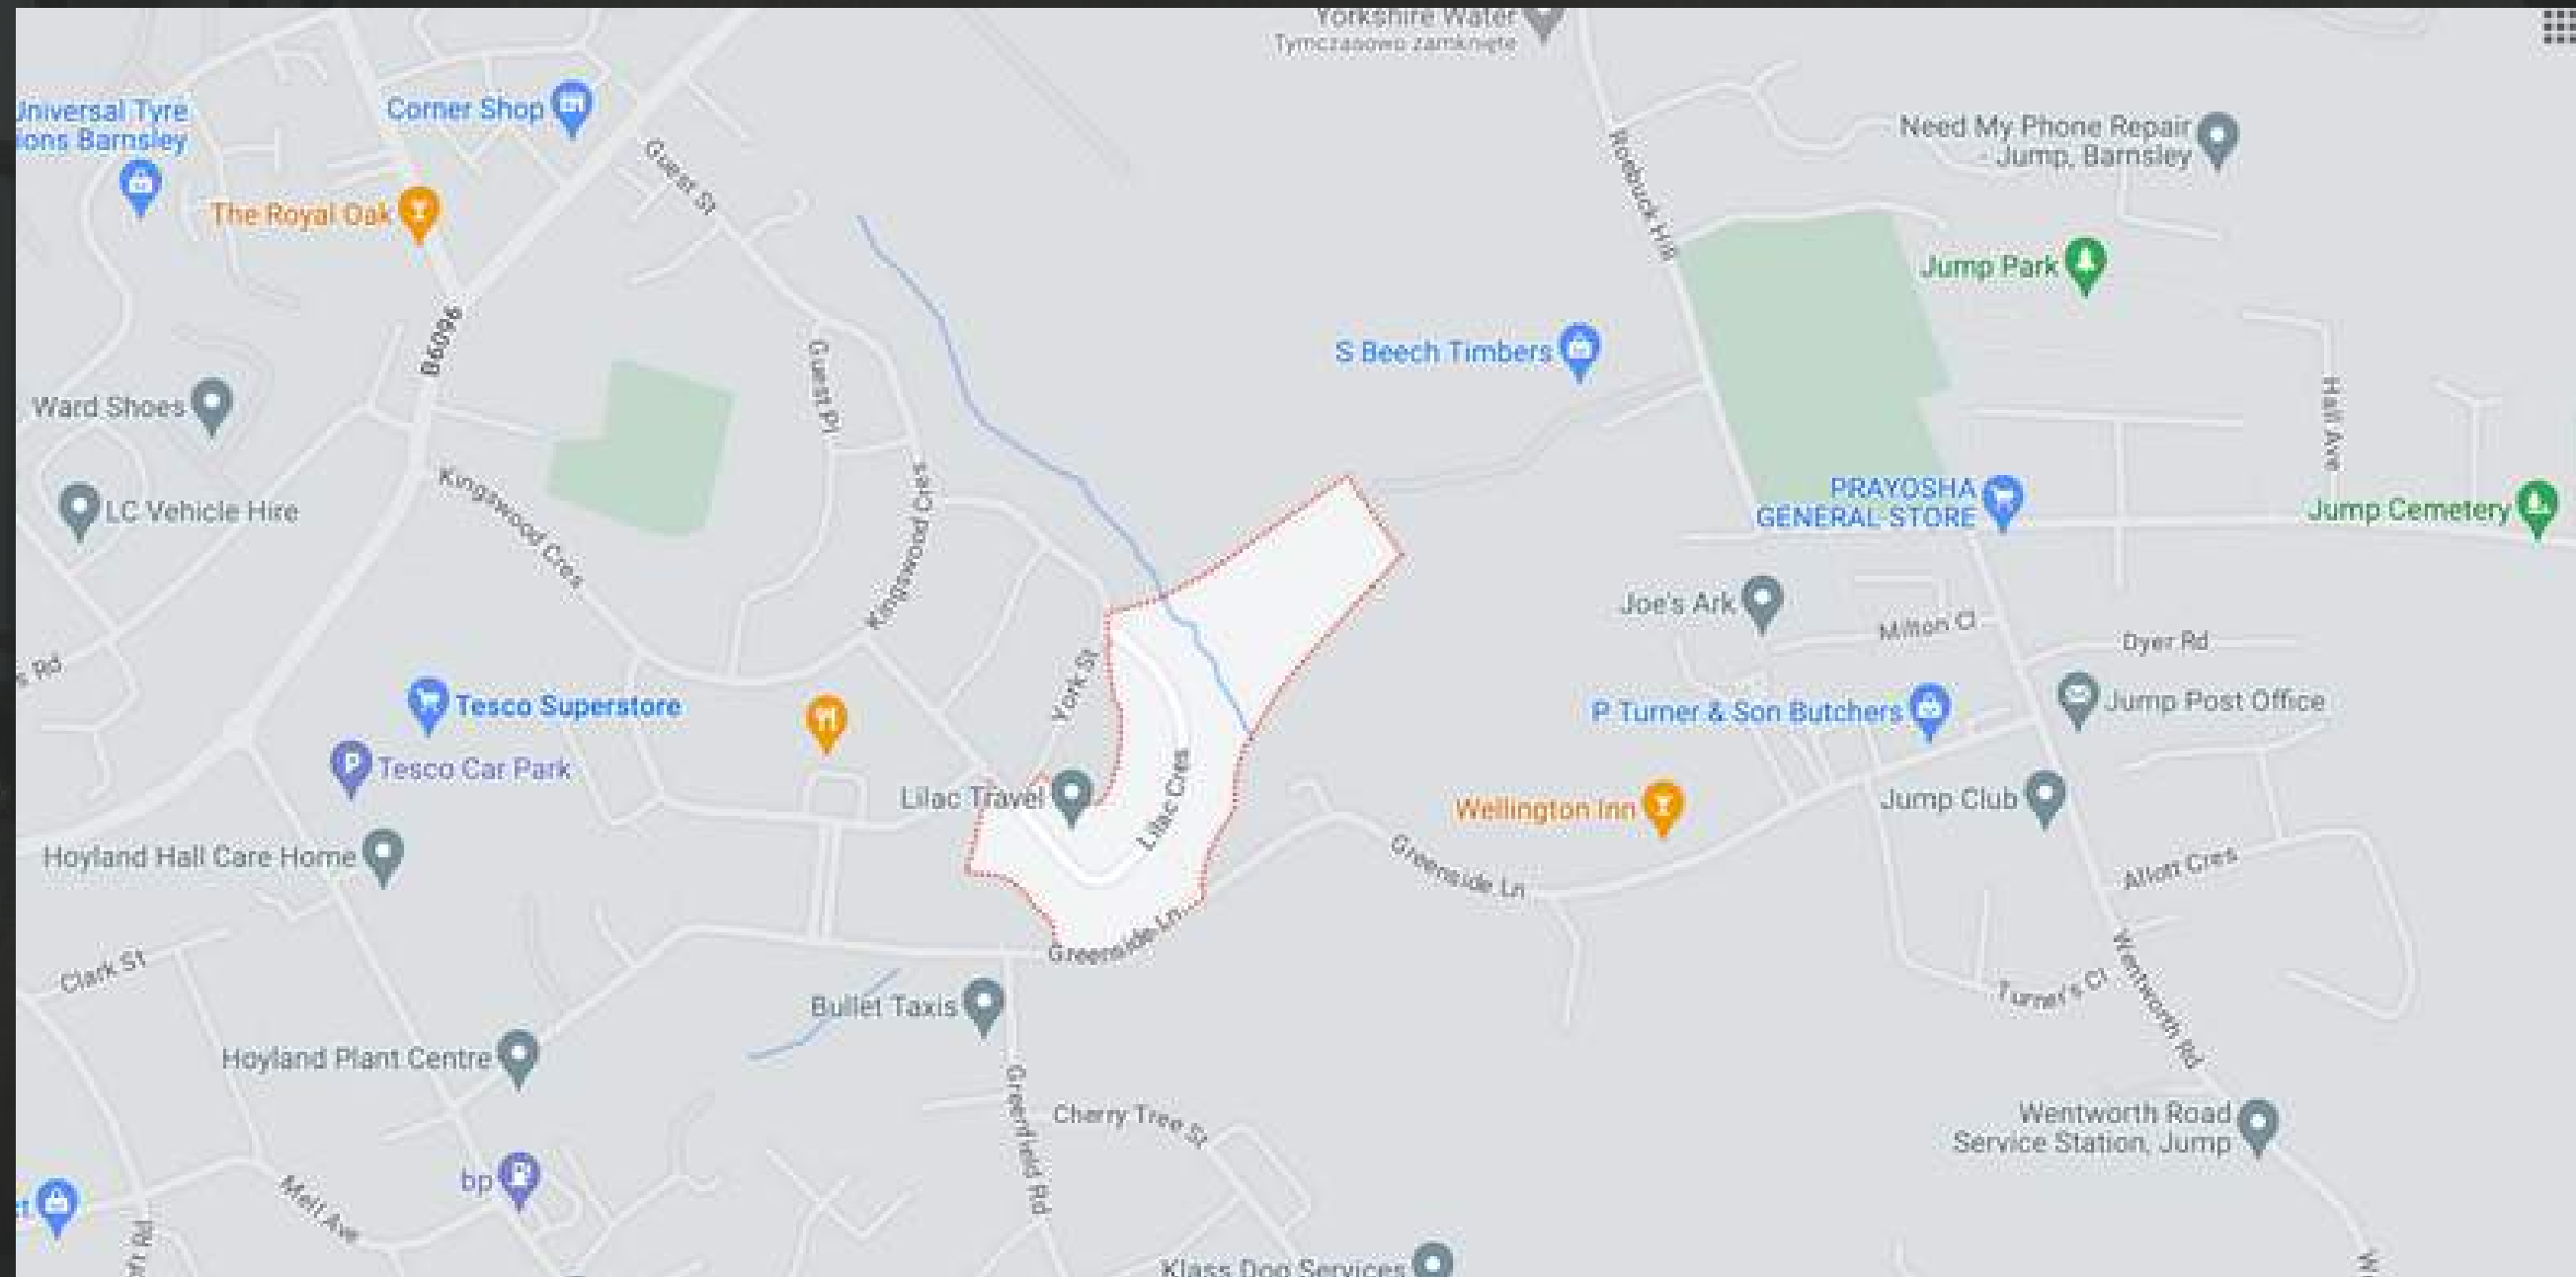 Yorkshire Water
Tymczasowo zamknięte
Universal Tyre
ions Barnsley
Corner Shop
Need My Phone Repair
- Jump, Barnsley
Guest St
Roebuck Hill
The Royal Oak
Jump Park
B6096
Guest Pl
S Beech Timbers
Ward Shoes
Hall Ave
Kingswood Cres
Kingswood Cres
PRAYOSHA
GENERAL STORE
Jump Cemetery
LC Vehicle Hire
Joe's Ark
Milton Cl
Dyer Rd
s Rd
York St
Tesco Superstore
P Turner & Son Butchers
Jump Post Office
Tesco Car Park
Lilac Travel
Lilac Cres
Wellington Inn
Jump Club
Hoyland Hall Care Home
Greenside Ln
Allott Cres
Greenside Ln
Clark St
Wentworth Rd
Turner's Cl
Bullet Taxis
Hoyland Plant Centre
Greenfield Rd
Cherry Tree St
Wentworth Road
Service Station, Jump
bp
Mell Ave
Klass Dog Services